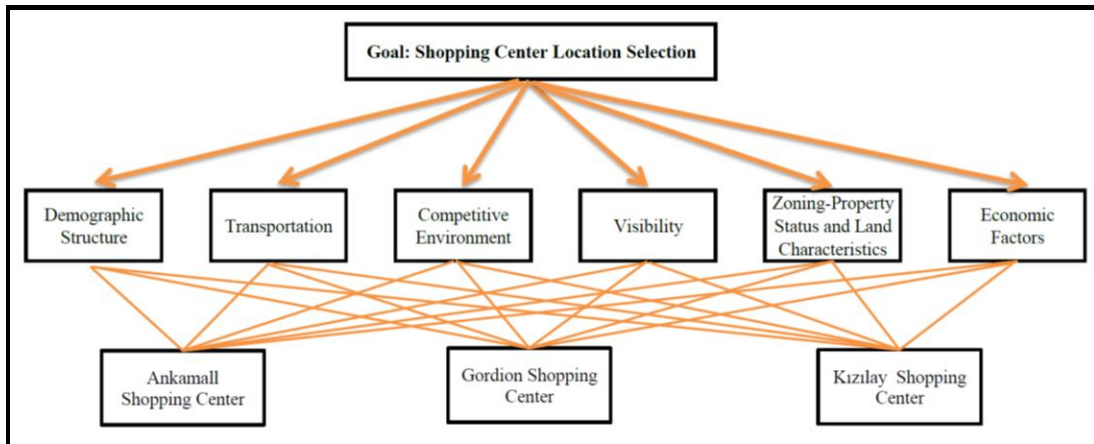 Goal: Shopping Center Location Selection
Demographic
Structure
Transportation
Competitive
Environment
Visibility
Zoning-Property
Status and Land
Characteristics
Economic
Factors
Ankamall
Shopping Center
Gordion Shopping
Center
Kızılay Shopping
Center